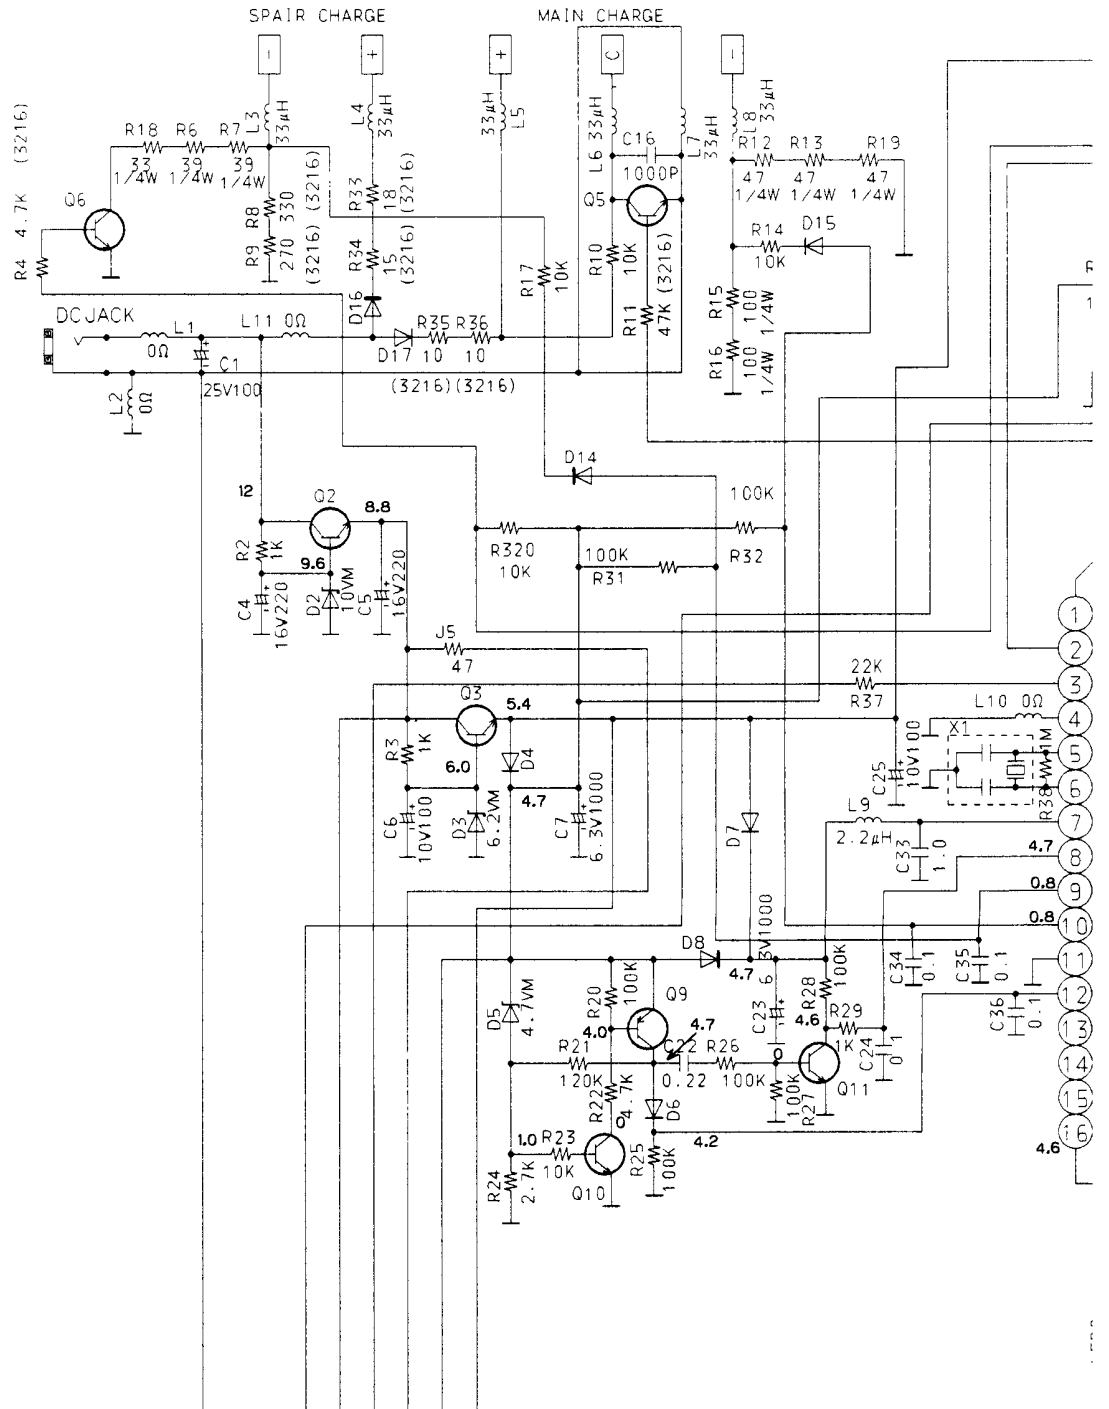 SPAIR CHARGE
MAIN CHARGE
−
+
+
C
−
L3
33μH
L4
33μH
33μH
L5
L6 33μH
C16
1000P
L7
33μH
L8 33μH
R4 4.7K (3216)
R18
33
1/4W
R6
39
1/4W
R7
39
1/4W
Q6
R8
330
(3216)
R9
270
(3216)
R33
18
(3216)
R34
15
(3216)
D16
R17
10K
Q5
R10
10K
R11
47K (3216)
R12
47
1/4W
R13
47
1/4W
R19
47
1/4W
R14
10K
D15
R15
100
1/4W
R16
100
1/4W
DCJACK
L1
0Ω
L11 0Ω
C1
25V100
L2
0Ω
D17
R35
10
R36
10
(3216)(3216)
D14
12
Q2
8.8
R2
1K
9.6
C4
16V220
D2
10VM
C5
16V220
R320
10K
100K
R31
100K
R32
J5
47
22K
R37
Q3
5.4
R3
1K
6.0
D4
4.7
C6
10V100
D3
6.2VM
C7
6.3V1000
D7
C25
10V100
L10 0Ω
X1
1M
R38
L9
2.2μH
C33
1.0
1
2
3
4
5
6
7
8
9
10
11
12
13
14
15
16
4.7
0.8
0.8
4.6
C34
0.1
C35
0.1
C36
0.1
D8
4.7
C23
6.3V1000
R28
100K
4.6
R29
1K
C24
0.1
D5
4.7VM
R20
100K
Q9
4.0
4.7
R21
120K
C22
0.22
R26
100K
0
R27
100K
Q11
R22
4.7K
D6
0
4.2
1.0
R23
10K
R24
2.7K
Q10
R25
100K